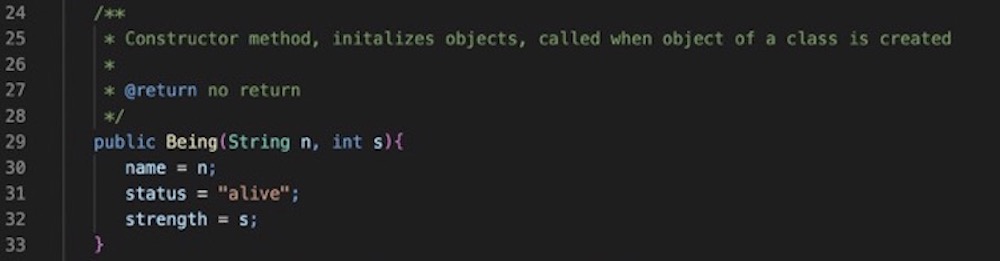 24 /**
25 * Constructor method, initalizes objects, called when object of a class is created
26 *
27 * @return no return
28 */
29 public Being(String n, int s){
30 name = n;
31 status = "alive";
32 strength = s;
33 }